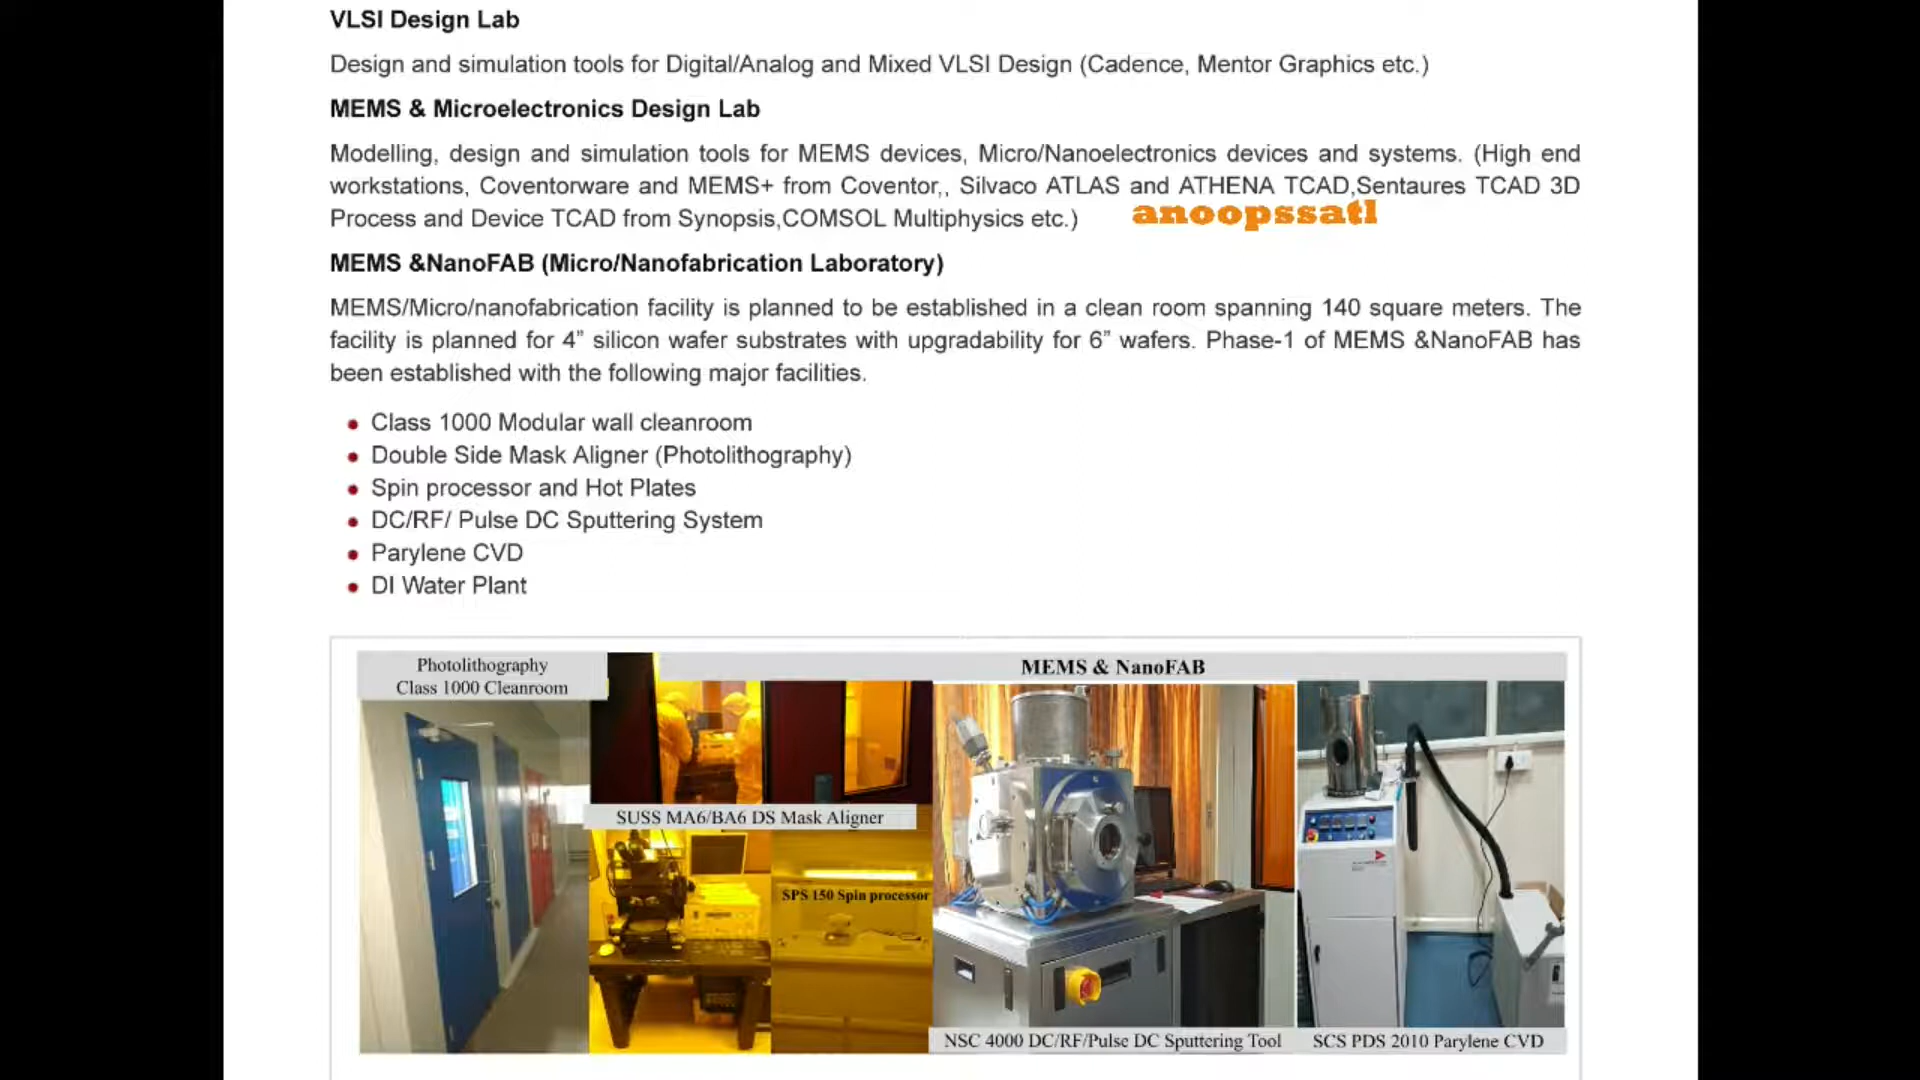 VLSI Design Lab
Design and simulation tools for Digital/Analog and Mixed VLSI Design (Cadence, Mentor Graphics etc.)
MEMS & Microelectronics Design Lab
Modelling, design and simulation tools for MEMS devices, Micro/Nanoelectronics devices and systems. (High end
workstations, Coventorware and MEMS+ from Coventor,, Silvaco ATLAS and ATHENA TCAD,Sentaures TCAD 3D
Process and Device TCAD from Synopsis,COMSOL Multiphysics etc.)
anoopssatl
MEMS &NanoFAB (Micro/Nanofabrication Laboratory)
MEMS/Micro/nanofabrication facility is planned to be established in a clean room spanning 140 square meters. The
facility is planned for 4” silicon wafer substrates with upgradability for 6” wafers. Phase-1 of MEMS &NanoFAB has
been established with the following major facilities.
Class 1000 Modular wall cleanroom
Double Side Mask Aligner (Photolithography)
Spin processor and Hot Plates
DC/RF/ Pulse DC Sputtering System
Parylene CVD
DI Water Plant
Photolithography
Class 1000 Cleanroom
MEMS & NanoFAB
SUSS MA6/BA6 DS Mask Aligner
SPS 150 Spin processor
NSC 4000 DC/RF/Pulse DC Sputtering Tool
SCS PDS 2010 Parylene CVD